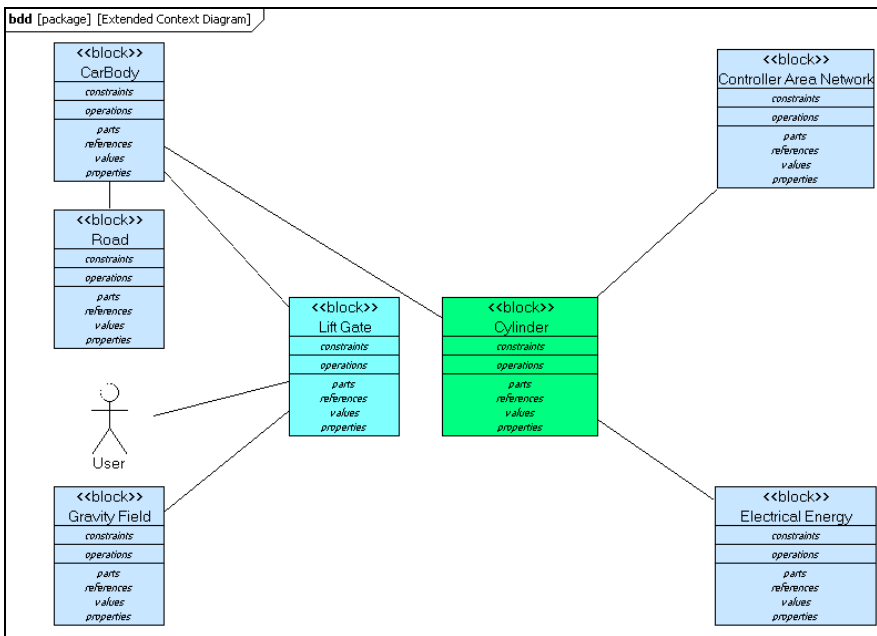 bdd [package] [Extended Context Diagram]
<<block>>
CarBody
constraints
operations
parts
references
values
properties
<<block>>
Controller Area Network
constraints
operations
parts
references
values
properties
<<block>>
Road
constraints
operations
parts
references
values
properties
<<block>>
Lift Gate
constraints
operations
parts
references
values
properties
<<block>>
Cylinder
constraints
operations
parts
references
values
properties
User
<<block>>
Gravity Field
constraints
operations
parts
references
values
properties
<<block>>
Electrical Energy
constraints
operations
parts
references
values
properties